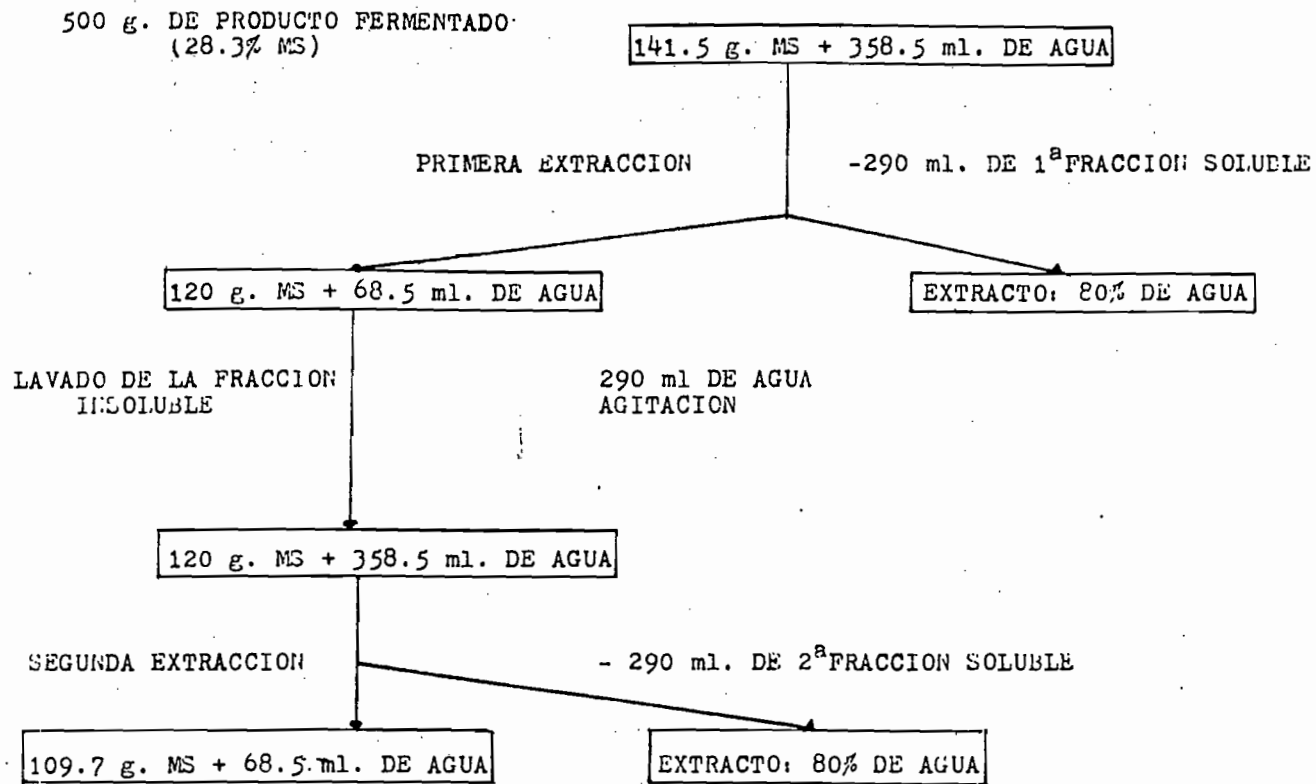 500 g. DE PRODUCTO FERMENTADO
(28.3% MS)
141.5 g. MS + 358.5 ml. DE AGUA
PRIMERA EXTRACCION
-290 ml. DE 1ª FRACCION SOLUBLE
120 g. MS + 68.5 ml. DE AGUA
EXTRACTO: 80% DE AGUA
LAVADO DE LA FRACCION
INSOLUBLE
290 ml DE AGUA
AGITACION
120 g. MS + 358.5 ml. DE AGUA
SEGUNDA EXTRACCION
- 290 ml. DE 2ª FRACCION SOLUBLE
109.7 g. MS + 68.5 ml. DE AGUA
EXTRACTO: 80% DE AGUA